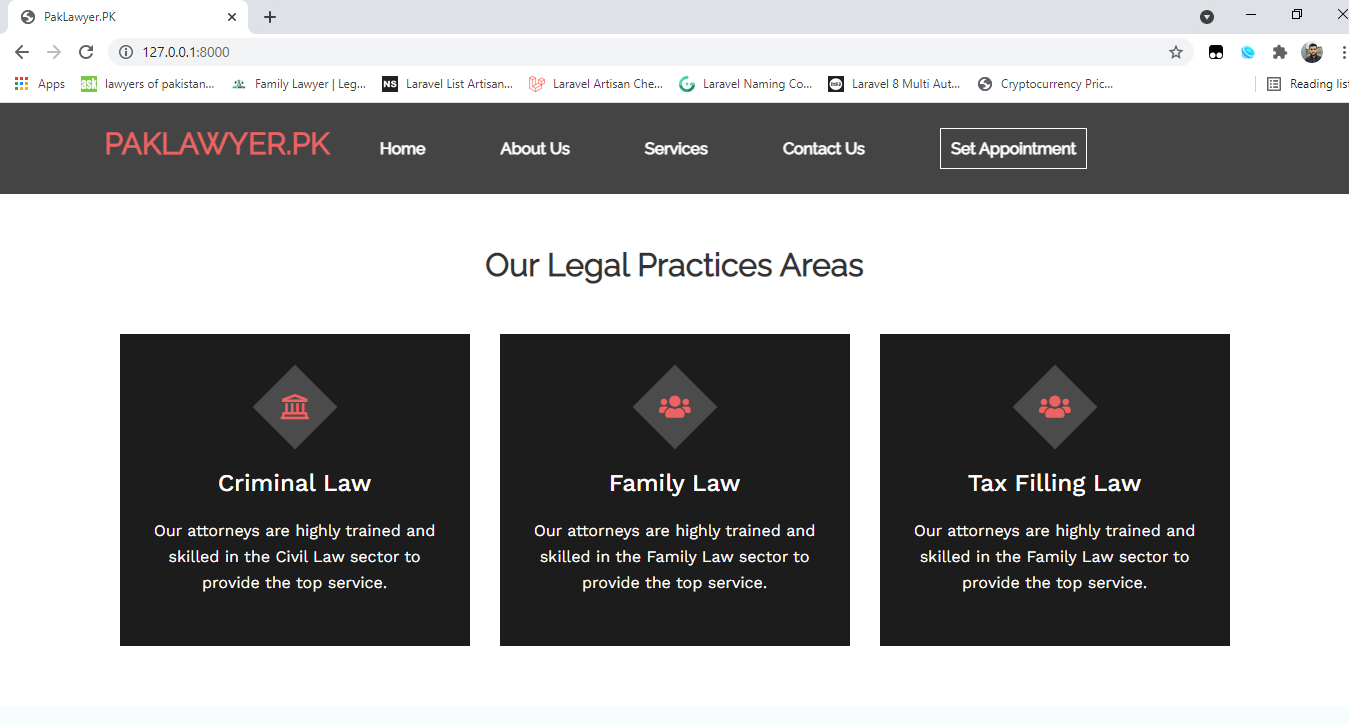 PakLawyer.PK
127.0.0.1:8000
Apps
ask
lawyers of pakistan...
Family Lawyer | Leg...
NS
Laravel List Artisan...
Laravel Artisan Che...
Laravel Naming Co...
Laravel 8 Multi Aut...
Cryptocurrency Pric...
Reading list
PAKLAWYER.PK
Home
About Us
Services
Contact Us
Set Appointment
Our Legal Practices Areas
Criminal Law
Our attorneys are highly trained and
skilled in the Civil Law sector to
provide the top service.
Family Law
Our attorneys are highly trained and
skilled in the Family Law sector to
provide the top service.
Tax Filling Law
Our attorneys are highly trained and
skilled in the Family Law sector to
provide the top service.